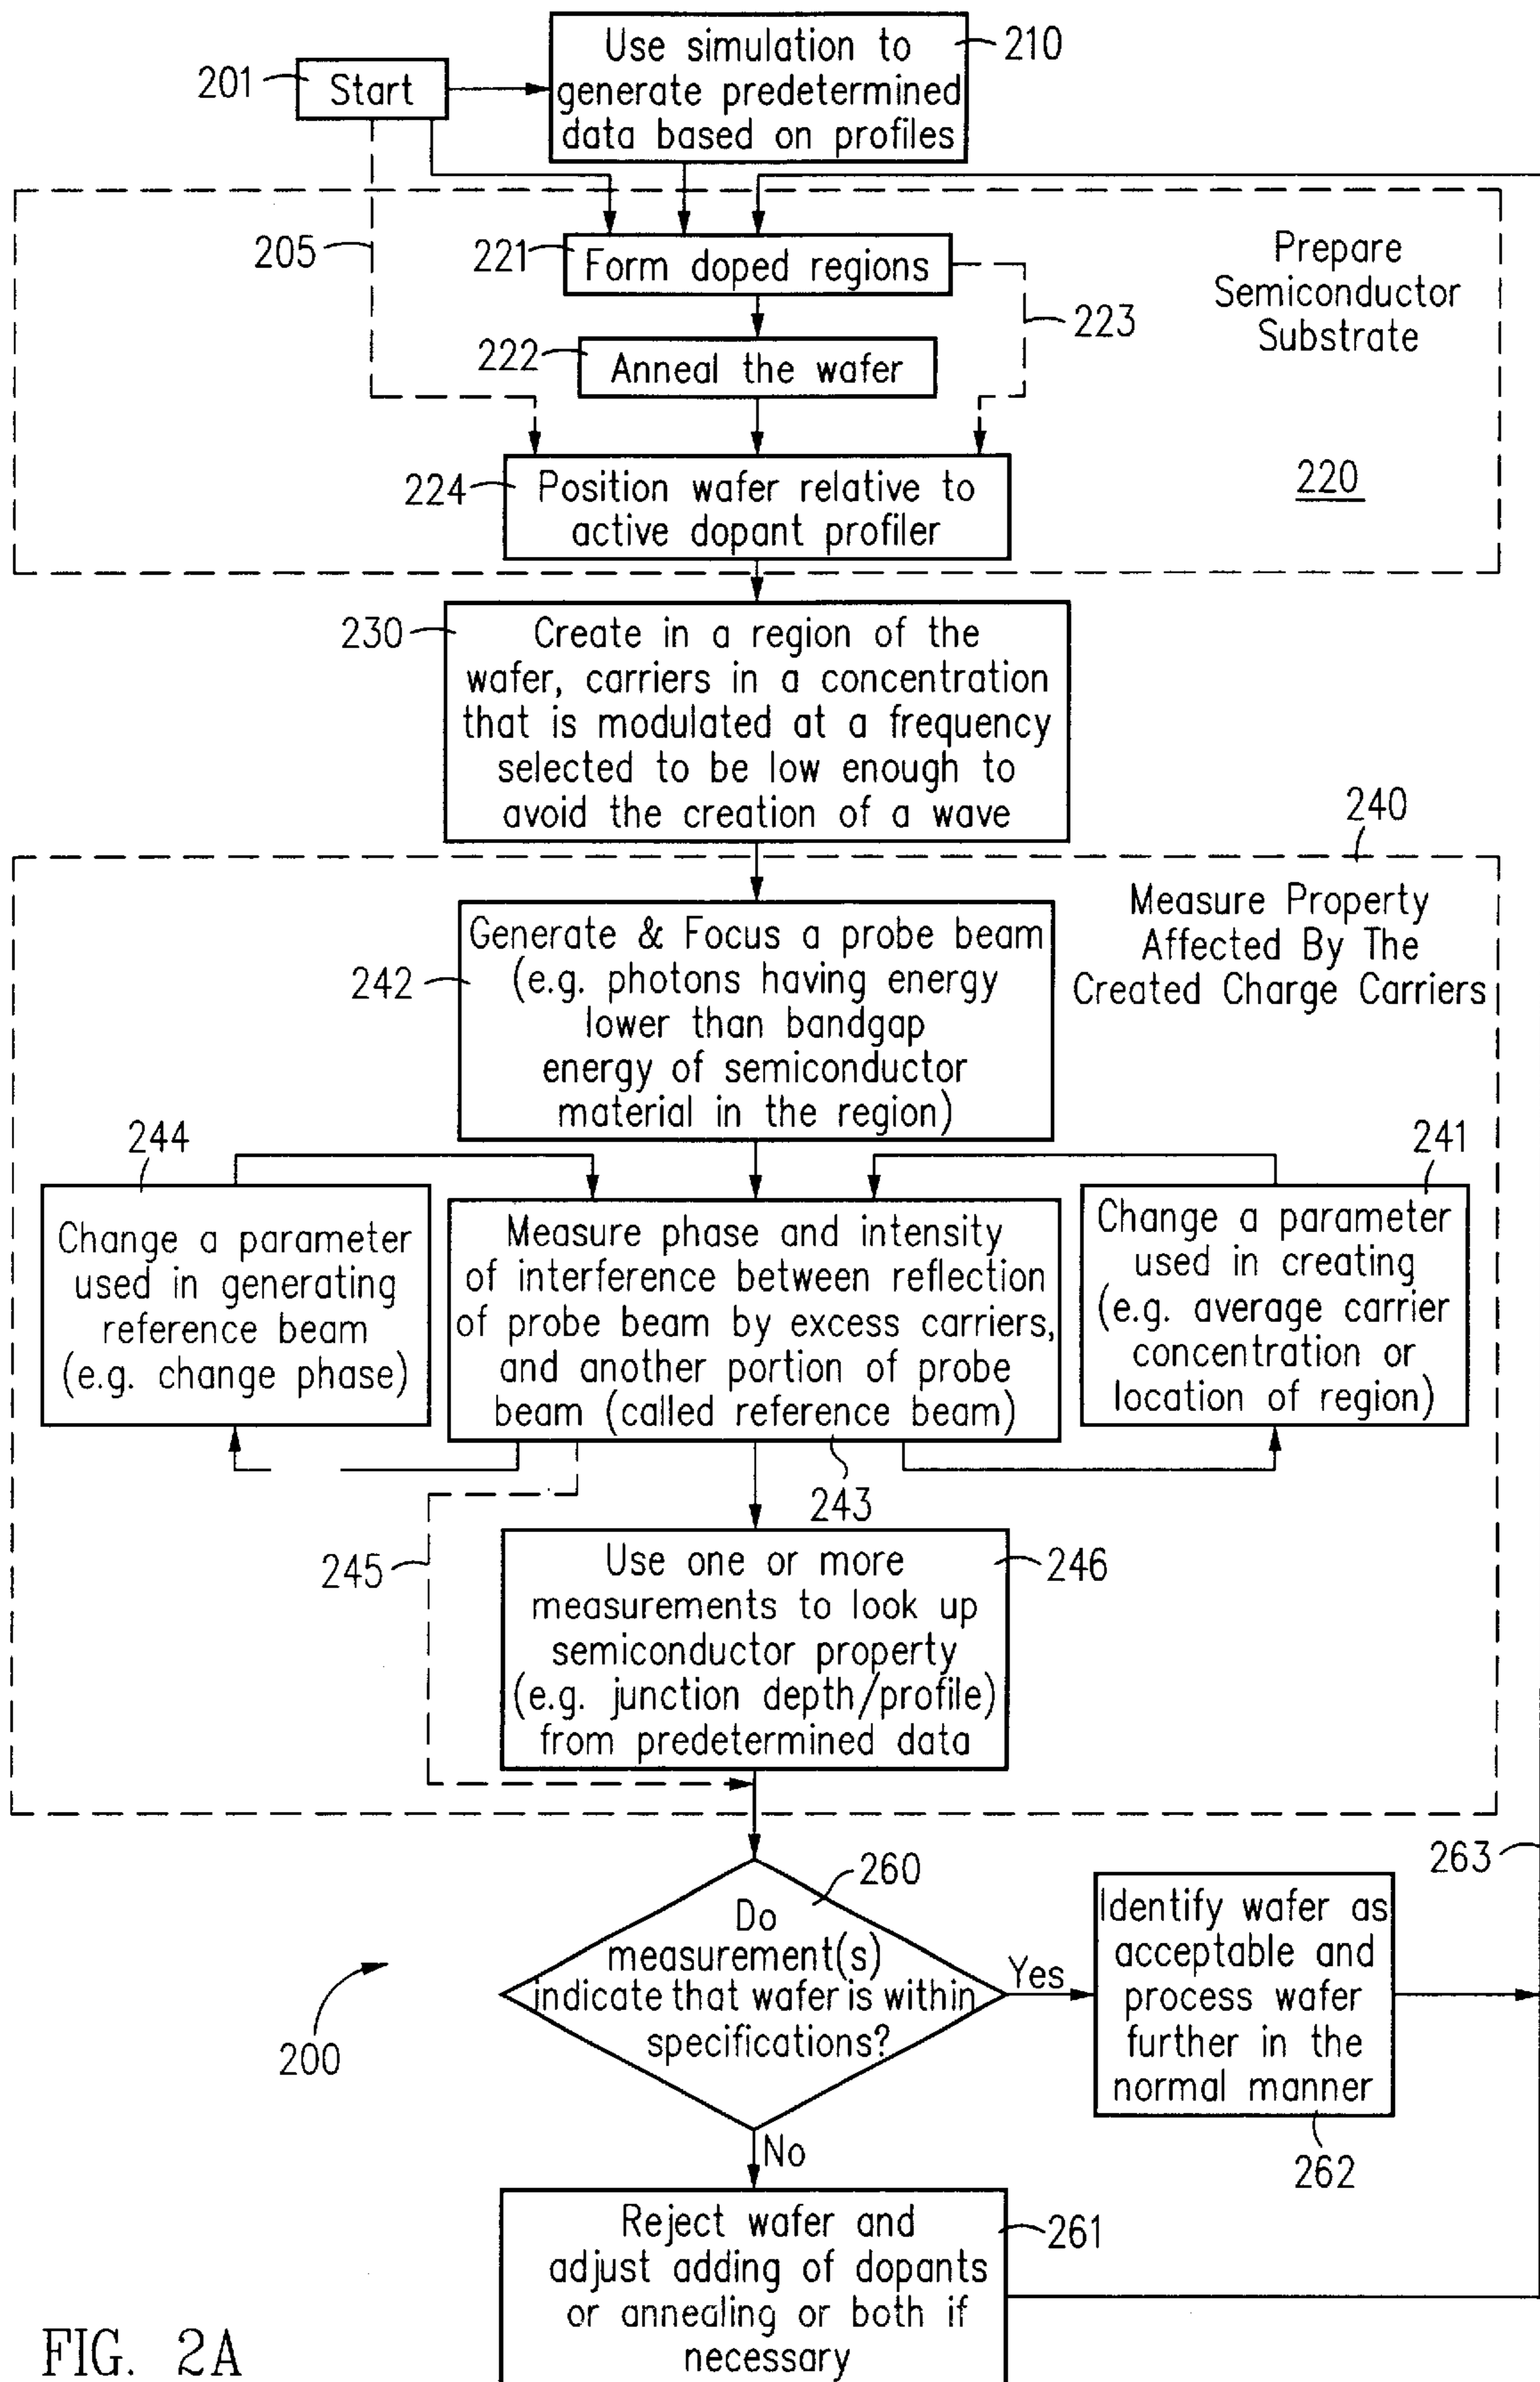 Use simulation to
generate predetermined
data based on profiles
210
201
Start
205
221
Form doped regions
223
Prepare
Semiconductor
Substrate
222
Anneal the wafer
224
Position wafer relative to
active dopant profiler
220
230
Create in a region of the
wafer, carriers in a concentration
that is modulated at a frequency
selected to be low enough to
avoid the creation of a wave
240
Measure Property
Affected By The
Created Charge Carriers
242
Generate & Focus a probe beam
(e.g. photons having energy
lower than bandgap
energy of semiconductor
material in the region)
244
Change a parameter
used in generating
reference beam
(e.g. change phase)
Measure phase and intensity
of interference between reflection
of probe beam by excess carriers,
and another portion of probe
beam (called reference beam)
243
241
Change a parameter
used in creating
(e.g. average carrier
concentration or
location of region)
245
Use one or more
measurements to look up
semiconductor property
(e.g. junction depth/profile)
from predetermined data
246
260
Do
measurement(s)
indicate that wafer is within
specifications?
Yes
Identify wafer as
acceptable and
process wafer
further in the
normal manner
262
263
200
No
Reject wafer and
adjust adding of dopants
or annealing or both if
necessary
261
FIG. 2A